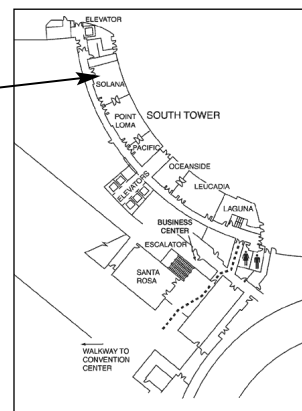 ELEVATOR
SOLANA
POINT
LOMA
SOUTH TOWER
PACIFIC
OCEANSIDE
ELEVATORS
LEUCADIA
LAGUNA
BUSINESS
CENTER
ESCALATOR
SANTA
ROSA
WALKWAY TO
CONVENTION
CENTER